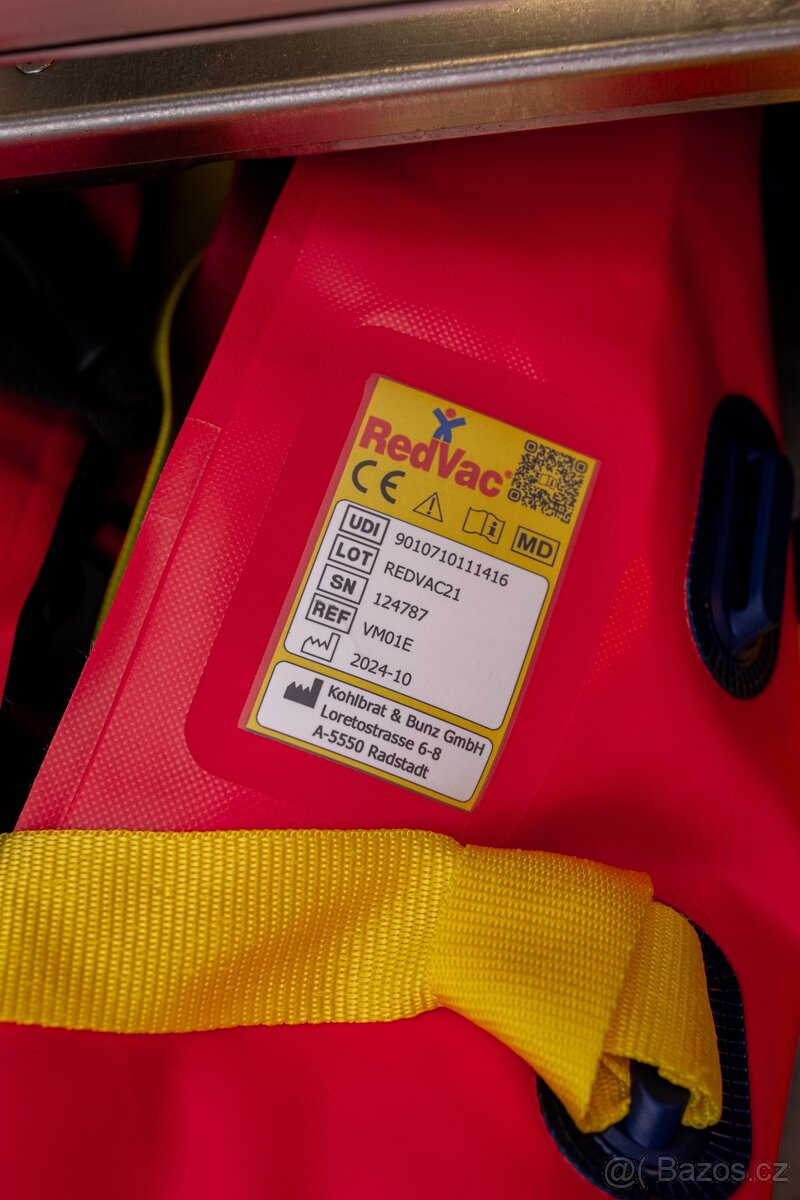 RedVac®
CE
MD
UDI 9010710111416
LOT REDVAC21
SN 124787
REF VM01E
2024-10
Kohlbrat & Bunz GmbH
Loretostrasse 6-8
A-5550 Radstadt
@( Bazos.cz